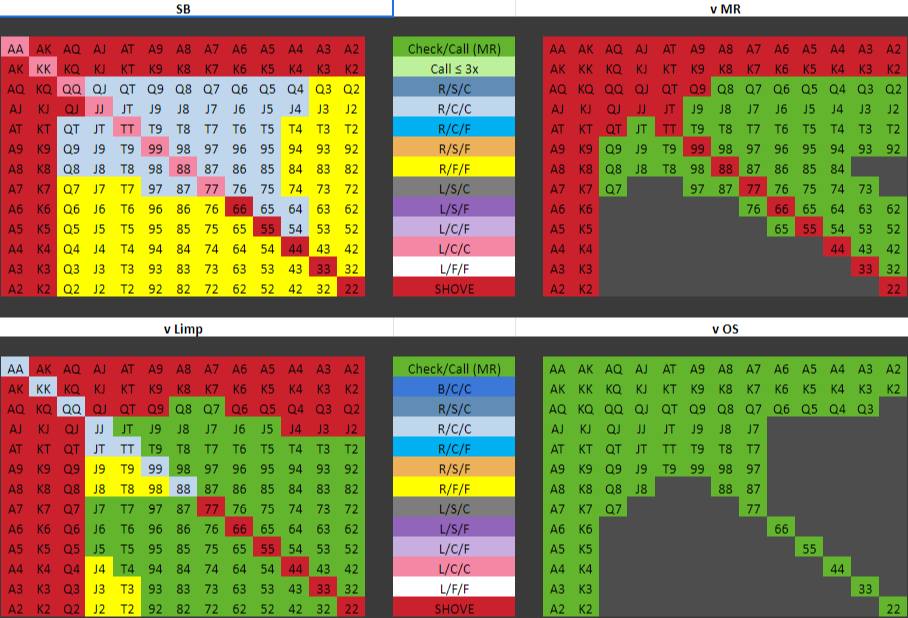 SB v MR
AA AK AQ AJ AT A9 A8 A7 A6 A5 A4 A3 A2 Check/Call (MR) AA AK AQ AJ AT A9 A8 A7 A6 A5 A4 A3 A2
AK KK KQ KJ KT K9 K8 K7 K6 K5 K4 K3 K2 Call ≤ 3x AK KK KQ KJ KT K9 K8 K7 K6 K5 K4 K3 K2
AQ KQ QQ QJ QT Q9 Q8 Q7 Q6 Q5 Q4 Q3 Q2 R/S/C AQ KQ QQ QJ QT Q9 Q8 Q7 Q6 Q5 Q4 Q3 Q2
AJ KJ QJ JJ JT J9 J8 J7 J6 J5 J4 J3 J2 R/C/C AJ KJ QJ JJ JT J9 J8 J7 J6 J5 J4 J3 J2
AT KT QT JT TT T9 T8 T7 T6 T5 T4 T3 T2 R/C/F AT KT QT JT TT T9 T8 T7 T6 T5 T4 T3 T2
A9 K9 Q9 J9 T9 99 98 97 96 95 94 93 92 R/S/F A9 K9 Q9 J9 T9 99 98 97 96 95 94 93 92
A8 K8 Q8 J8 T8 98 88 87 86 85 84 83 82 R/F/F A8 K8 Q8 J8 T8 98 88 87 86 85 84
A7 K7 Q7 J7 T7 97 87 77 76 75 74 73 72 L/S/C A7 K7 Q7 97 87 77 76 75 74 73
A6 K6 Q6 J6 T6 96 86 76 66 65 64 63 62 L/S/F A6 K6 76 66 65 64 63 62
A5 K5 Q5 J5 T5 95 85 75 65 55 54 53 52 L/C/F A5 K5 65 55 54 53 52
A4 K4 Q4 J4 T4 94 84 74 64 54 44 43 42 L/C/C A4 K4 44 43 42
A3 K3 Q3 J3 T3 93 83 73 63 53 43 33 32 L/F/F A3 K3 33 32
A2 K2 Q2 J2 T2 92 82 72 62 52 42 32 22 SHOVE A2 K2 22
v Limp v OS
AA AK AQ AJ AT A9 A8 A7 A6 A5 A4 A3 A2 Check/Call (MR) AA AK AQ AJ AT A9 A8 A7 A6 A5 A4 A3 A2
AK KK KQ KJ KT K9 K8 K7 K6 K5 K4 K3 K2 B/C/C AK KK KQ KJ KT K9 K8 K7 K6 K5 K4 K3 K2
AQ KQ QQ QJ QT Q9 Q8 Q7 Q6 Q5 Q4 Q3 Q2 R/S/C AQ KQ QQ QJ QT Q9 Q8 Q7 Q6 Q5 Q4 Q3
AJ KJ QJ JJ JT J9 J8 J7 J6 J5 J4 J3 J2 R/C/C AJ KJ QJ JJ JT J9 J8 J7
AT KT QT JT TT T9 T8 T7 T6 T5 T4 T3 T2 R/C/F AT KT QT JT TT T9 T8 T7
A9 K9 Q9 J9 T9 99 98 97 96 95 94 93 92 R/S/F A9 K9 Q9 J9 T9 99 98 97
A8 K8 Q8 J8 T8 98 88 87 86 85 84 83 82 R/F/F A8 K8 Q8 J8 88 87
A7 K7 Q7 J7 T7 97 87 77 76 75 74 73 72 L/S/C A7 K7 Q7 77
A6 K6 Q6 J6 T6 96 86 76 66 65 64 63 62 L/S/F A6 K6 66
A5 K5 Q5 J5 T5 95 85 75 65 55 54 53 52 L/C/F A5 K5 55
A4 K4 Q4 J4 T4 94 84 74 64 54 44 43 42 L/C/C A4 K4 44
A3 K3 Q3 J3 T3 93 83 73 63 53 43 33 32 L/F/F A3 K3 33
A2 K2 Q2 J2 T2 92 82 72 62 52 42 32 22 SHOVE A2 K2 22